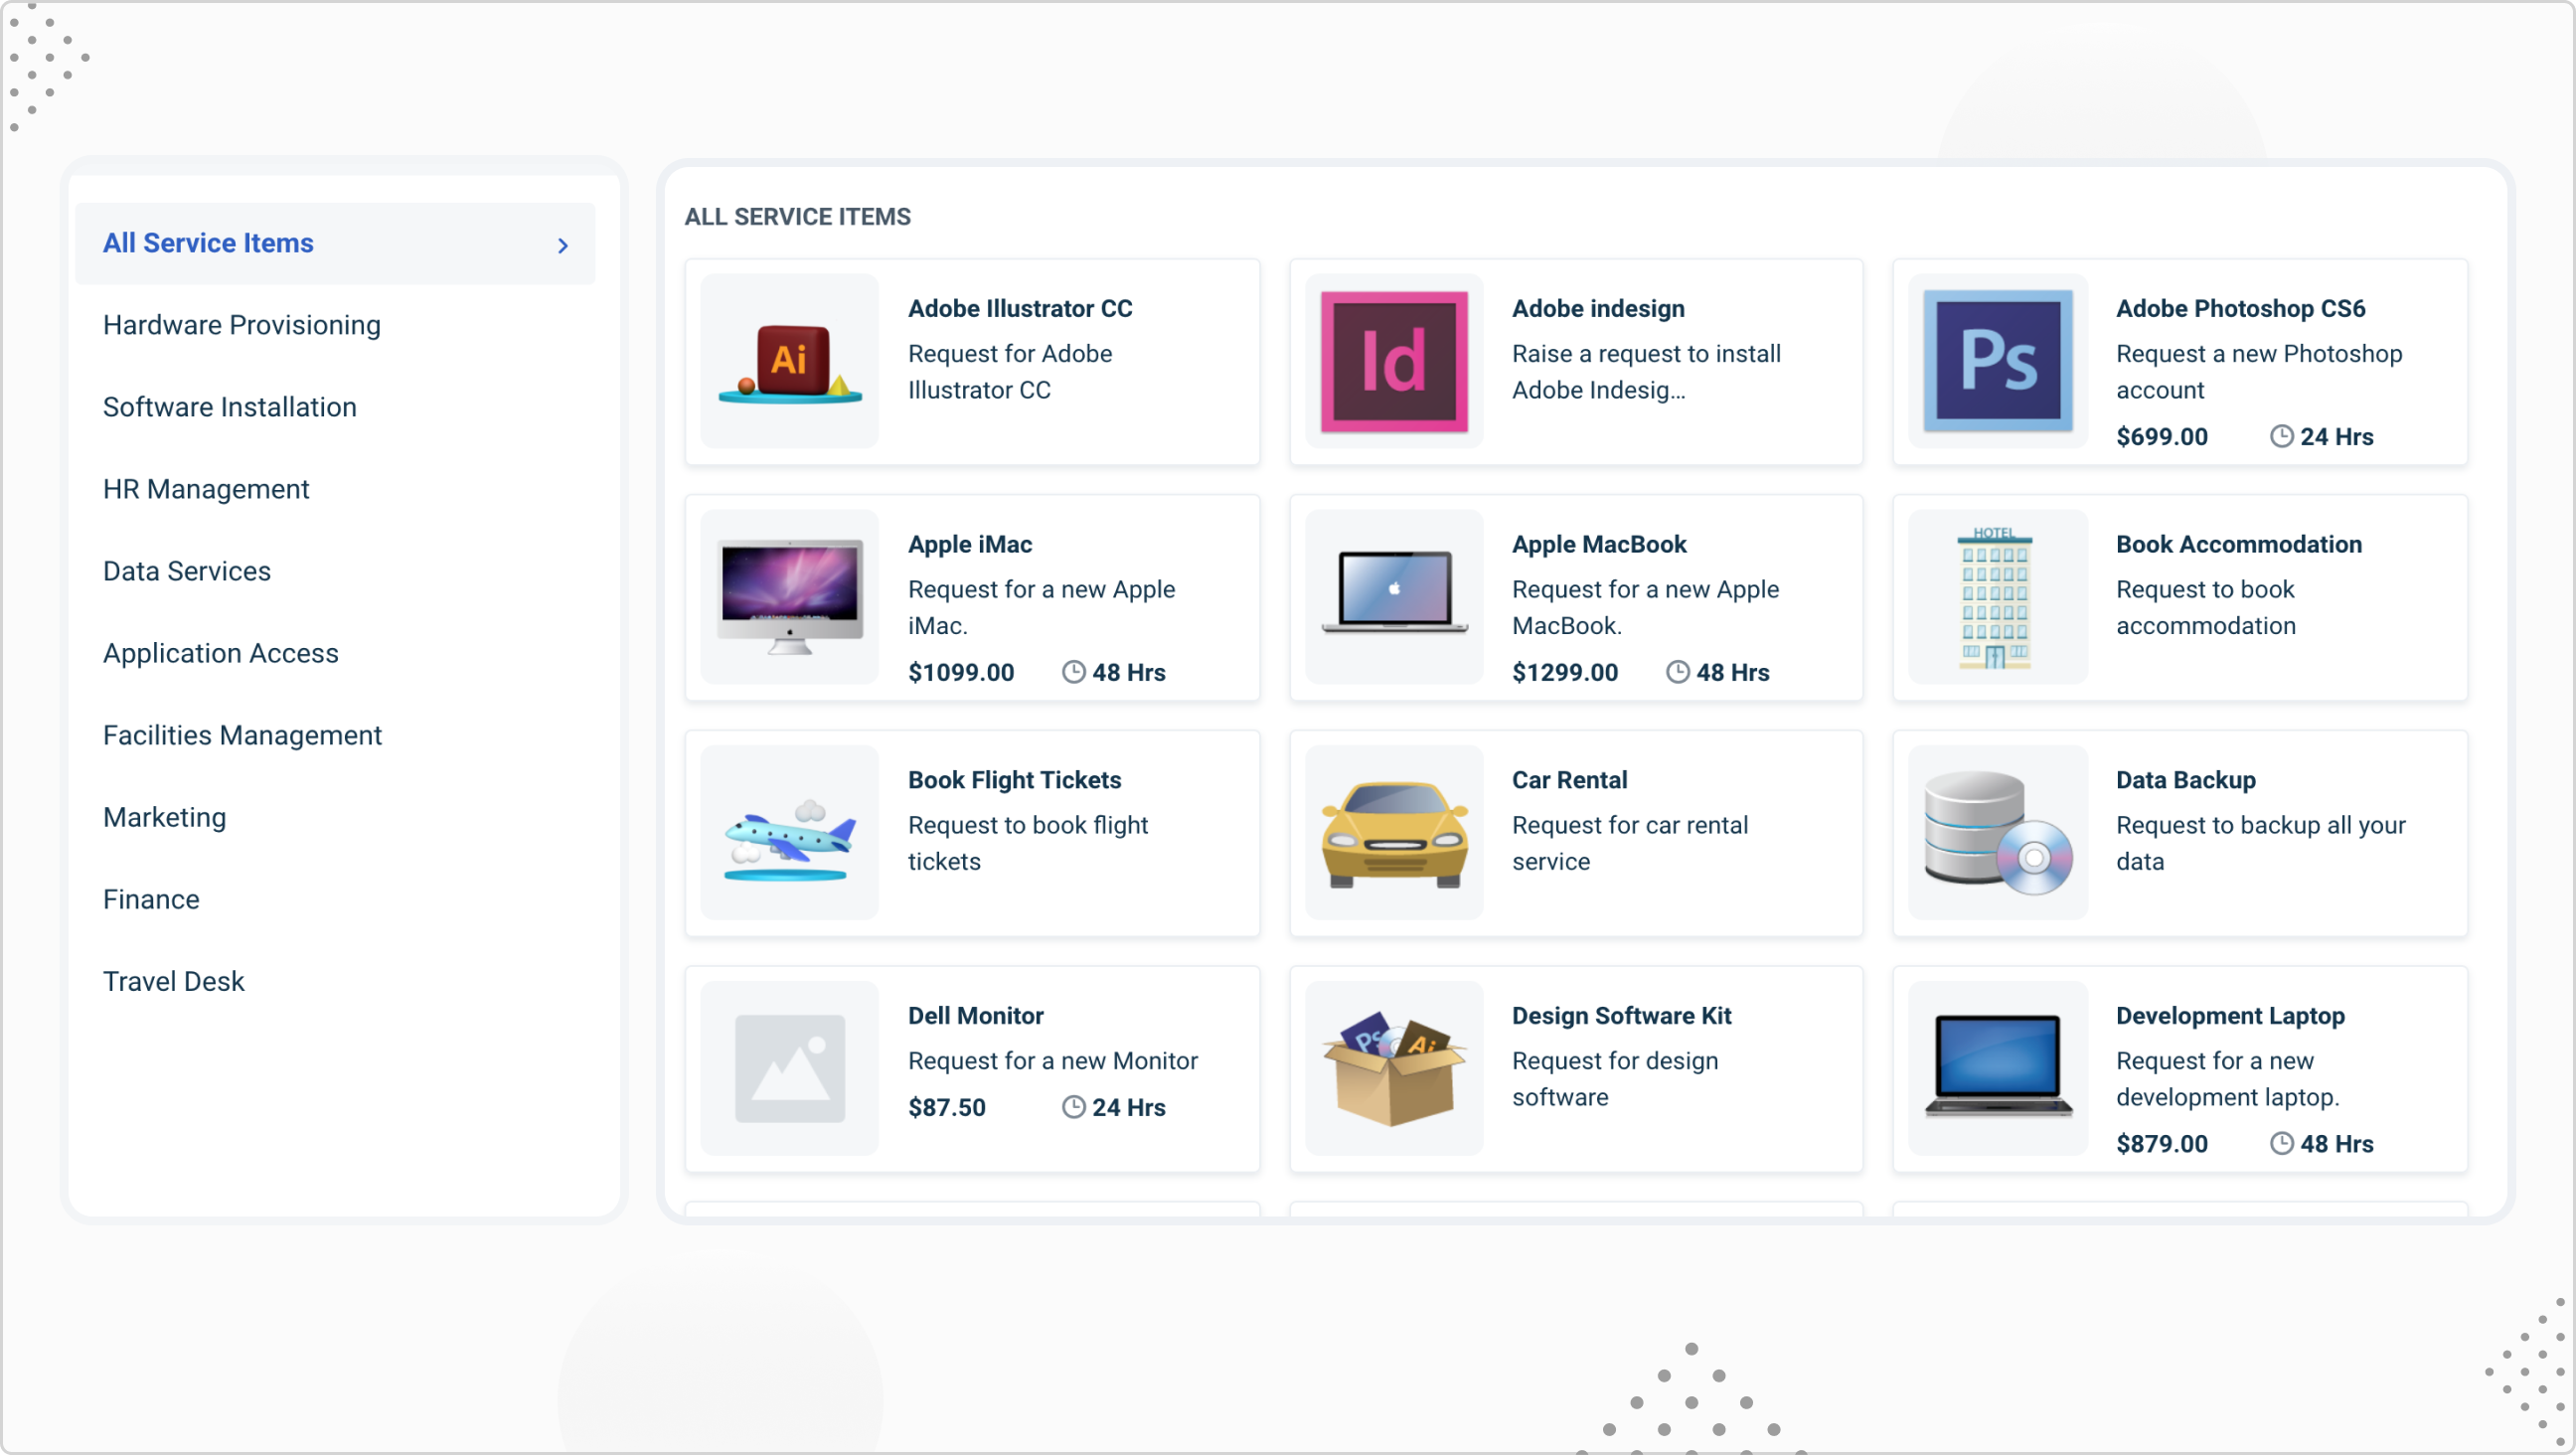 All Service Items
Hardware Provisioning
Software Installation
HR Management
Data Services
Application Access
Facilities Management
Marketing
Finance
Travel Desk
ALL SERVICE ITEMS
Ai
Adobe Illustrator CC
Request for Adobe
Illustrator CC
Id
Adobe indesign
Raise a request to install
Adobe Indesig...
Ps
Adobe Photoshop CS6
Request a new Photoshop
account
$699.00 24 Hrs
Apple iMac
Request for a new Apple
iMac.
$1099.00 48 Hrs
Apple MacBook
Request for a new Apple
MacBook.
$1299.00 48 Hrs
HOTEL
Book Accommodation
Request to book
accommodation
Book Flight Tickets
Request to book flight
tickets
Car Rental
Request for car rental
service
Data Backup
Request to backup all your
data
Dell Monitor
Request for a new Monitor
$87.50 24 Hrs
Ps Ai
Design Software Kit
Request for design
software
Development Laptop
Request for a new
development laptop.
$879.00 48 Hrs